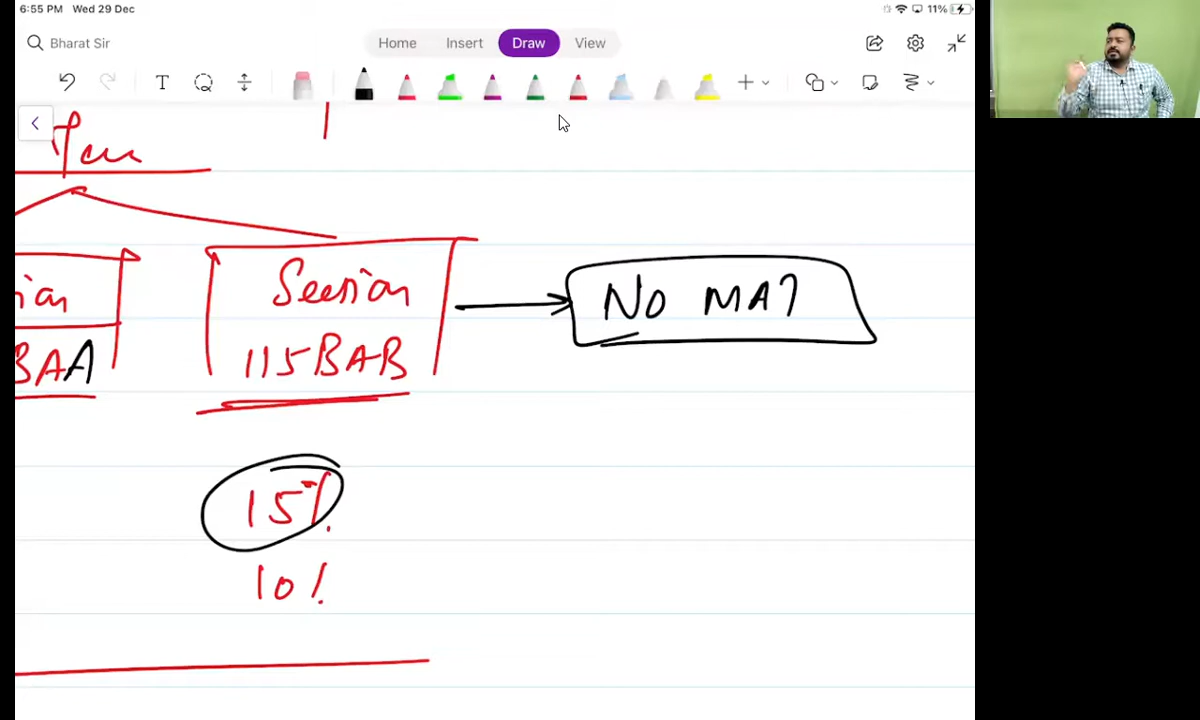 6:55 PM Wed 29 Dec
11%
Bharat Sir
Home Insert Draw View
T
Section
115BAB
No MAT
BAA
15%
10%